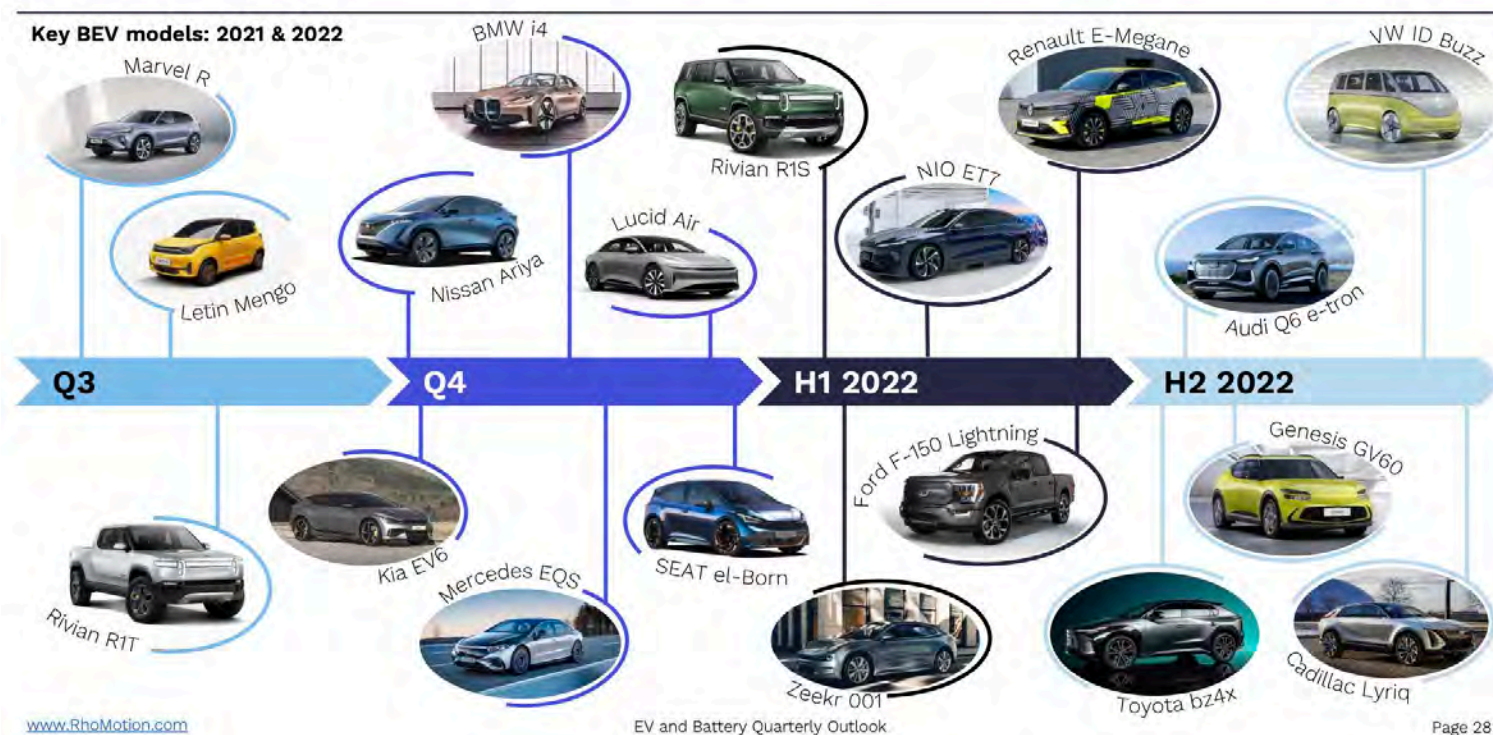 Key BEV models: 2021 & 2022
Marvel R
BMW i4
Renault E-Megane
VW ID Buzz
Rivian R1S
NIO ET7
Lucid Air
Nissan Ariya
Letin Mengo
Audi Q6 e-tron
Q3
Q4
H1 2022
H2 2022
Ford F-150 Lightning
Genesis GV60
Kia EV6
SEAT el-Born
Mercedes EQS
Rivian R1T
Zeekr 001
Toyota bz4x
Cadillac Lyriq
www.RhoMotion.com
EV and Battery Quarterly Outlook
Page 28